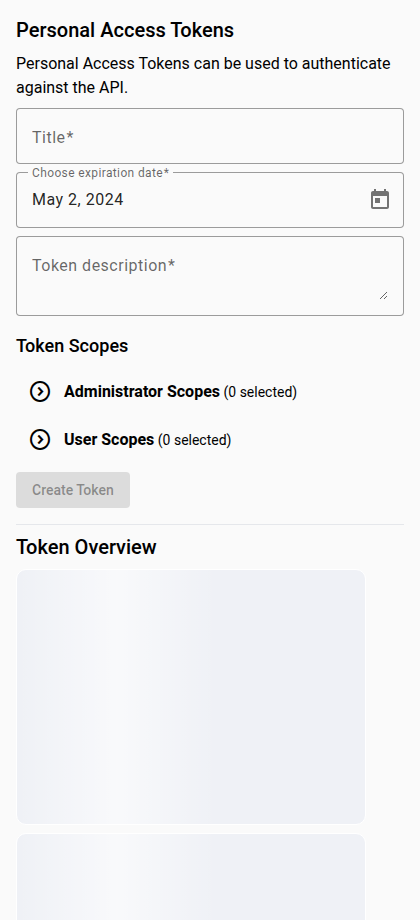 Personal Access Tokens
Personal Access Tokens can be used to authenticate
against the API.
Title*
Choose expiration date*
May 2, 2024
Token description*
Token Scopes
Administrator Scopes (0 selected)
User Scopes (0 selected)
Create Token
Token Overview